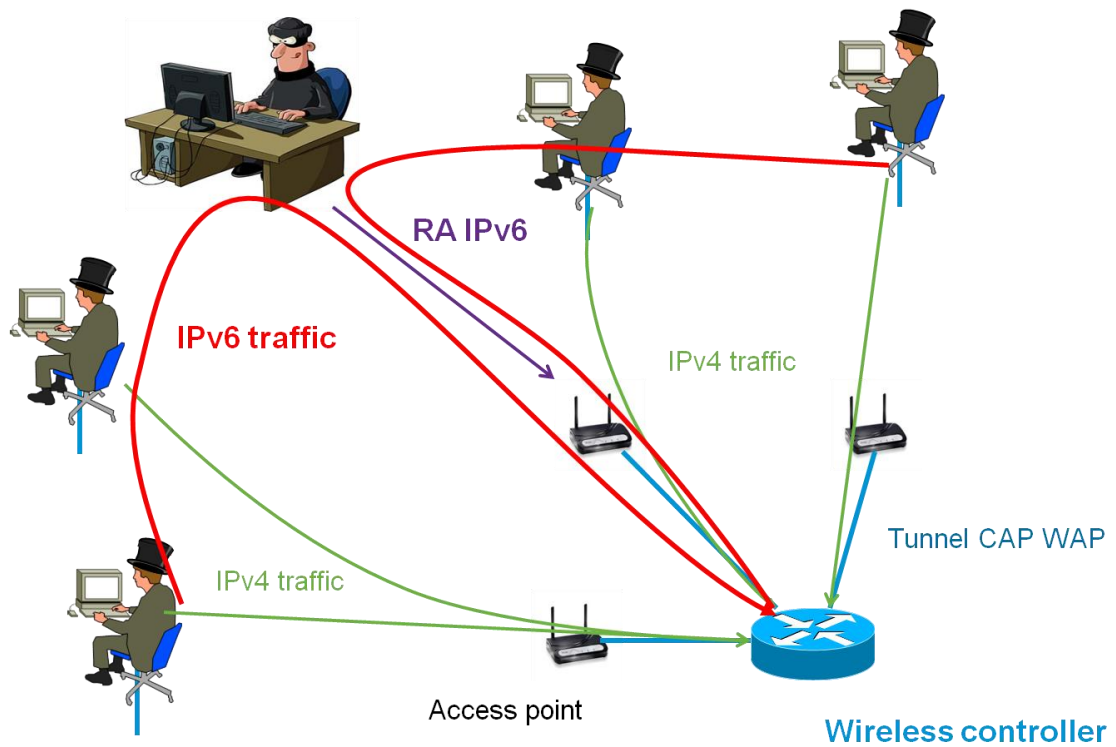 RA IPv6
IPv6 traffic
IPv4 traffic
Tunnel CAP WAP
IPv4 traffic
Access point
Wireless controller